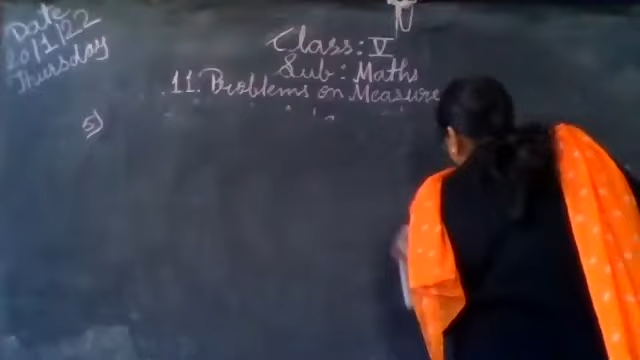 Date
20/1/22
Thursday
Class: V
Sub: Maths
11. Problems on Measure
5)